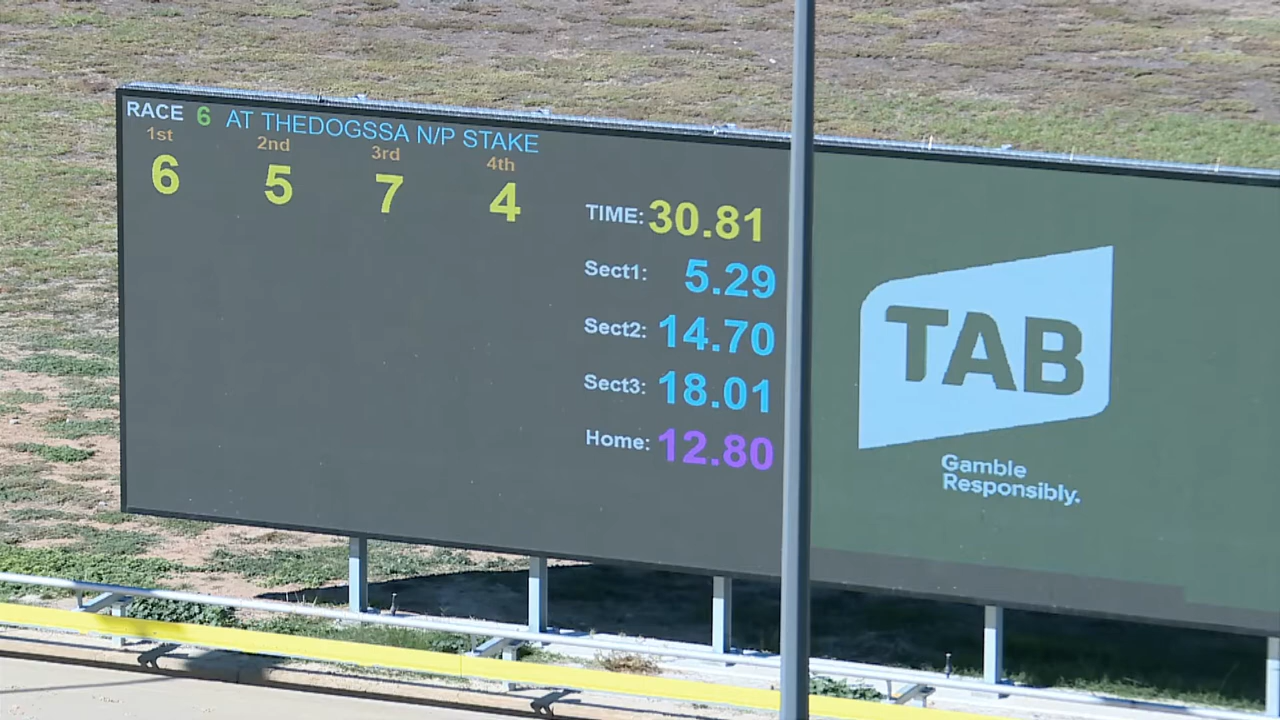 RACE 6 AT THEDOGSSA N/P STAKE
1st 2nd 3rd 4th
6 5 7 4
TIME: 30.81
Sect1: 5.29
Sect2: 14.70
Sect3: 18.01
Home: 12.80
TAB
Gamble
Responsibly.